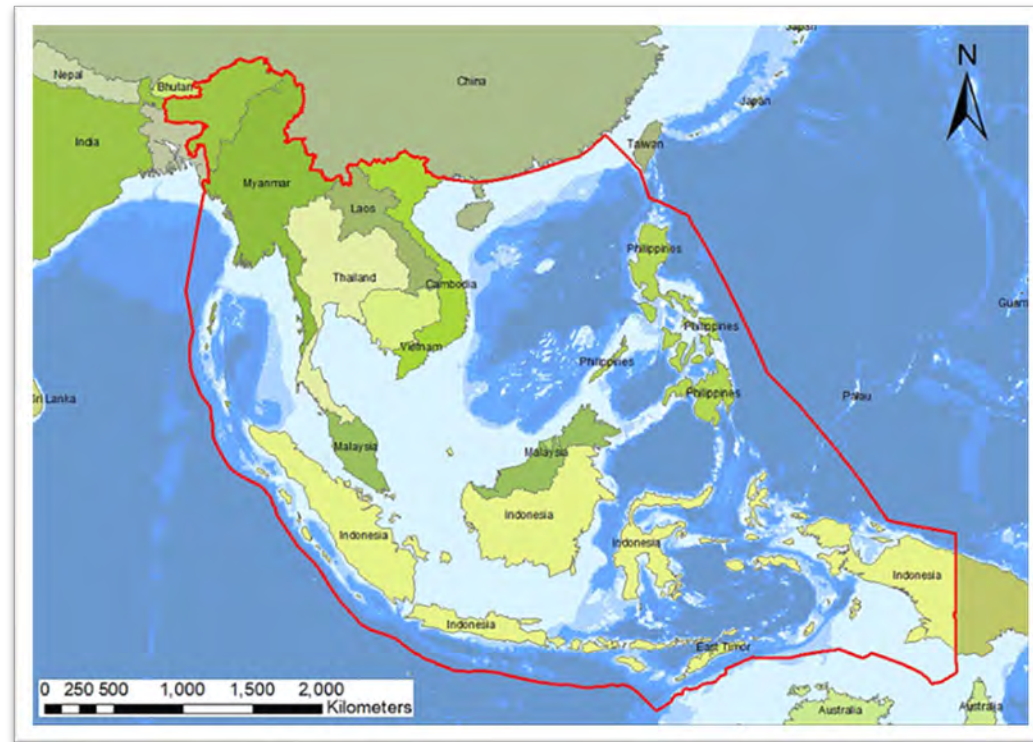 Japan
N
Nepal
China
Bhutan
Japan
India
Taiwan
Myanmar
Laos
Philippines
Thailand
Cambodia
Guam
Vietnam
Philippines
Philippines
Philippines
Palau
Sri Lanka
Malaysia
Malaysia
Indonesia
Indonesia
Indonesia
Indonesia
Indonesia
East Timor
0 250 500 1,000 1,500 2,000
Kilometers
Australia
Australia